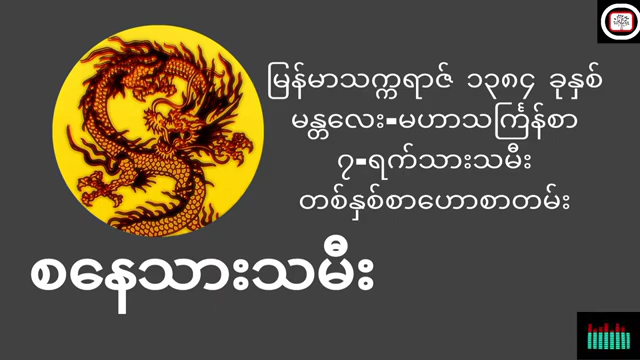 မြန်မာသက္ကရာဇ် ၁၃၈၄ ခုနှစ်
မန္တလေး-မဟာသင်္ကြန်စာ
၇-ရက်သားသမီး
တစ်နှစ်စာဟောစာတမ်း
စနေသားသမီး